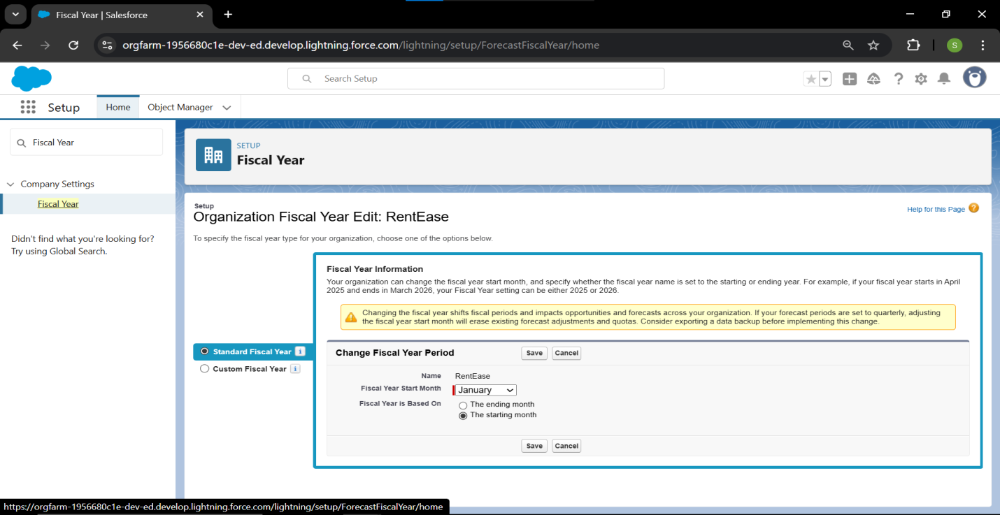 Fiscal Year | Salesforce
orgfarm-1956680c1e-dev-ed.develop.lightning.force.com/lightning/setup/ForecastFiscalYear/home
S
Search Setup
Setup
Home
Object Manager
Fiscal Year
Company Settings
Fiscal Year
Didn't find what you're looking for?
Try using Global Search.
SETUP
Fiscal Year
Setup
Organization Fiscal Year Edit: RentEase
Help for this Page
To specify the fiscal year type for your organization, choose one of the options below.
Standard Fiscal Year
Custom Fiscal Year
Fiscal Year Information
Your organization can change the fiscal year start month, and specify whether the fiscal year name is set to the starting or ending year. For example, if your fiscal year starts in April
2025 and ends in March 2026, your Fiscal Year setting can be either 2025 or 2026.
Changing the fiscal year shifts fiscal periods and impacts opportunities and forecasts across your organization. If your forecast periods are set to quarterly, adjusting
the fiscal year start month will erase existing forecast adjustments and quotas. Consider exporting a data backup before implementing this change.
Change Fiscal Year Period
Save
Cancel
Name RentEase
Fiscal Year Start Month January
Fiscal Year is Based On The ending month
The starting month
Save
Cancel
https://orgfarm-1956680c1e-dev-ed.develop.lightning.force.com/lightning/setup/ForecastFiscalYear/home